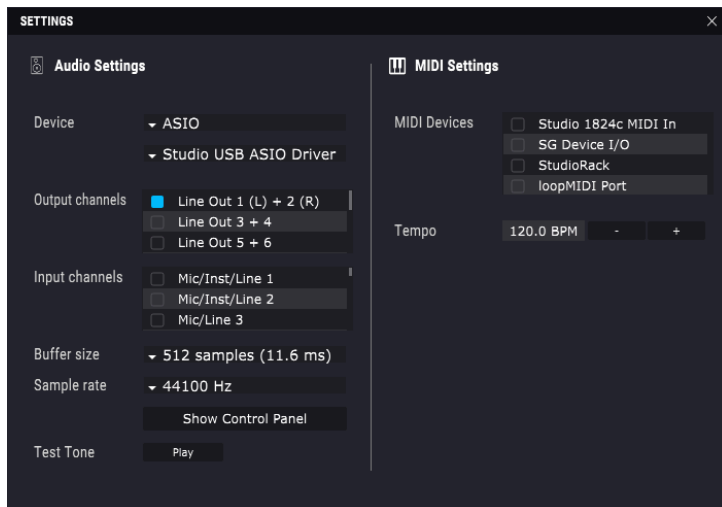 SETTINGS
Audio Settings
Device
ASIO
Studio USB ASIO Driver
Output channels
Line Out 1 (L) + 2 (R)
Line Out 3 + 4
Line Out 5 + 6
Input channels
Mic/Inst/Line 1
Mic/Inst/Line 2
Mic/Line 3
Buffer size
512 samples (11.6 ms)
Sample rate
44100 Hz
Show Control Panel
Test Tone
Play
MIDI Settings
MIDI Devices
Studio 1824c MIDI In
SG Device I/O
StudioRack
loopMIDI Port
Tempo
120.0 BPM
-
+